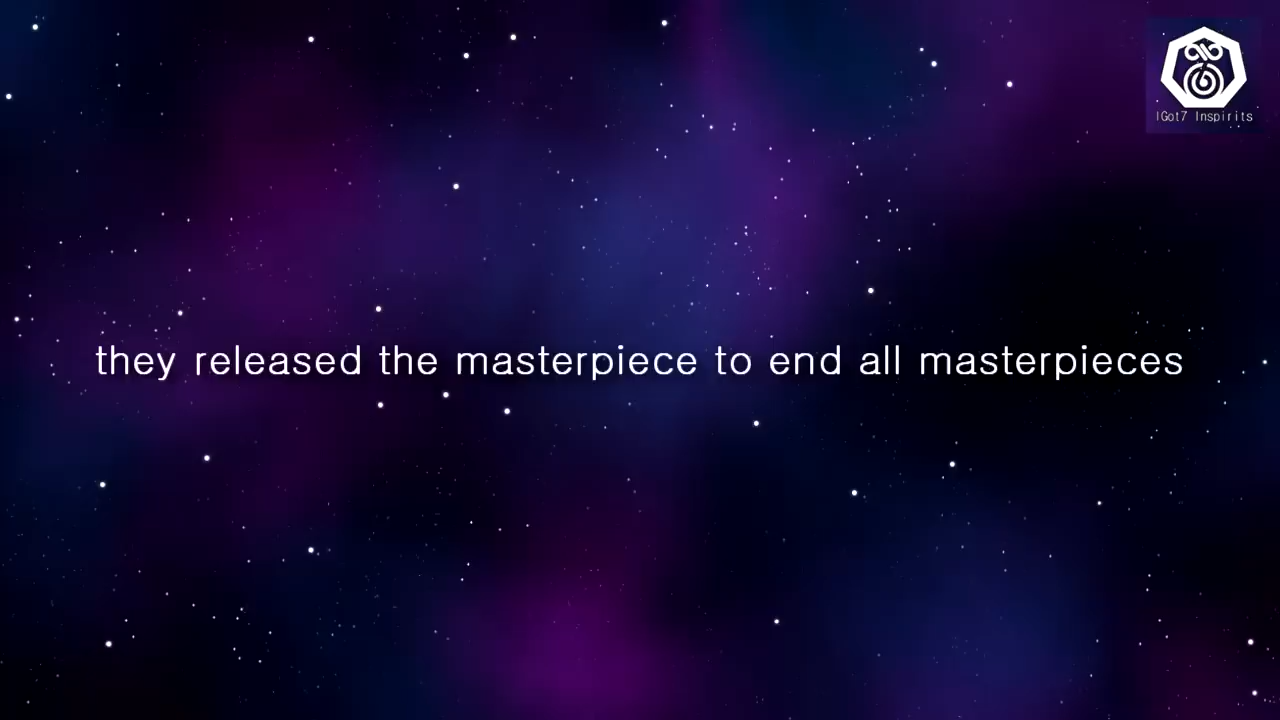 IGot7 Inspirits
they released the masterpiece to end all masterpieces